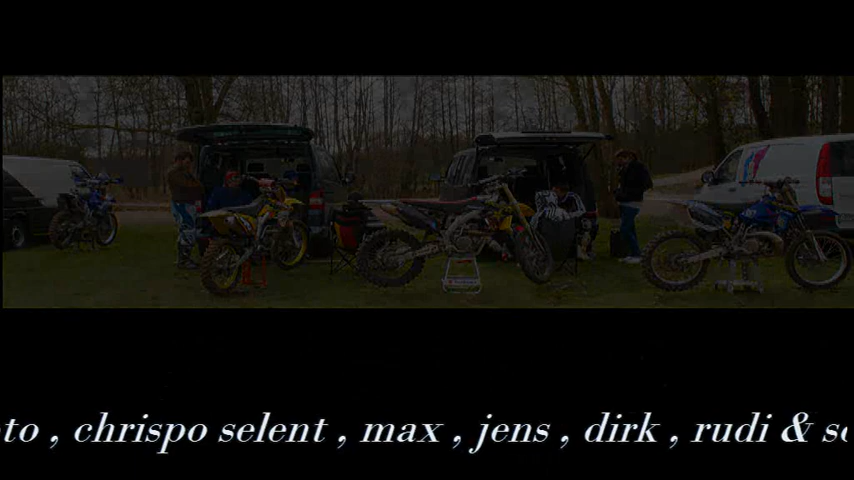 to , chrispo selent , max , jens , dirk , rudi & s